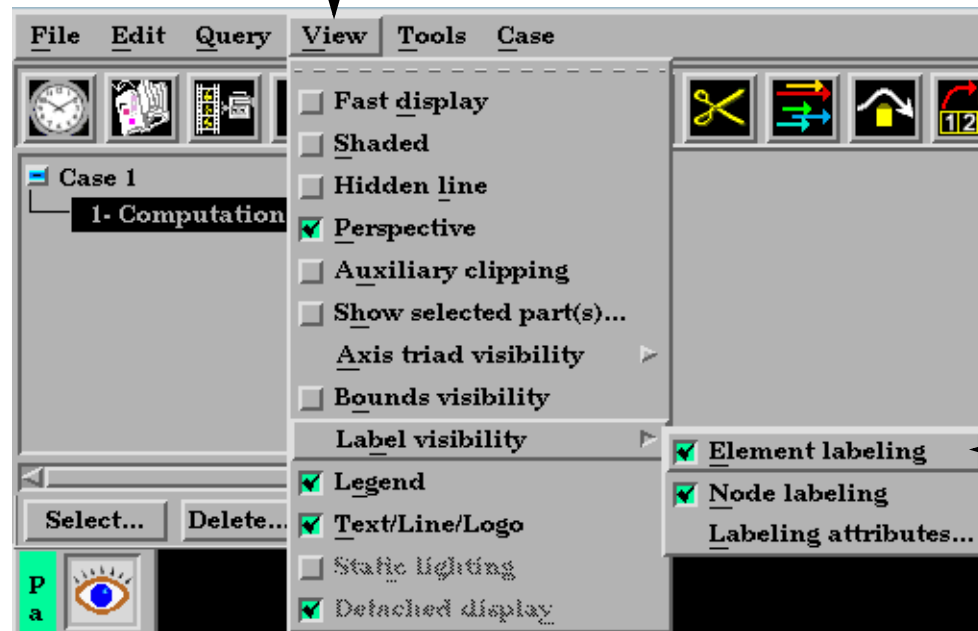 File Edit Query View Tools Case
Fast display
Shaded
Hidden line
Perspective
Auxiliary clipping
Show selected part(s)...
Axis triad visibility
Bounds visibility
Label visibility
Legend
Text/Line/Logo
Static lighting
Detached display
Element labeling
Node labeling
Labeling attributes...
12
Case 1
1- Computation
Select... Delete...
P
a